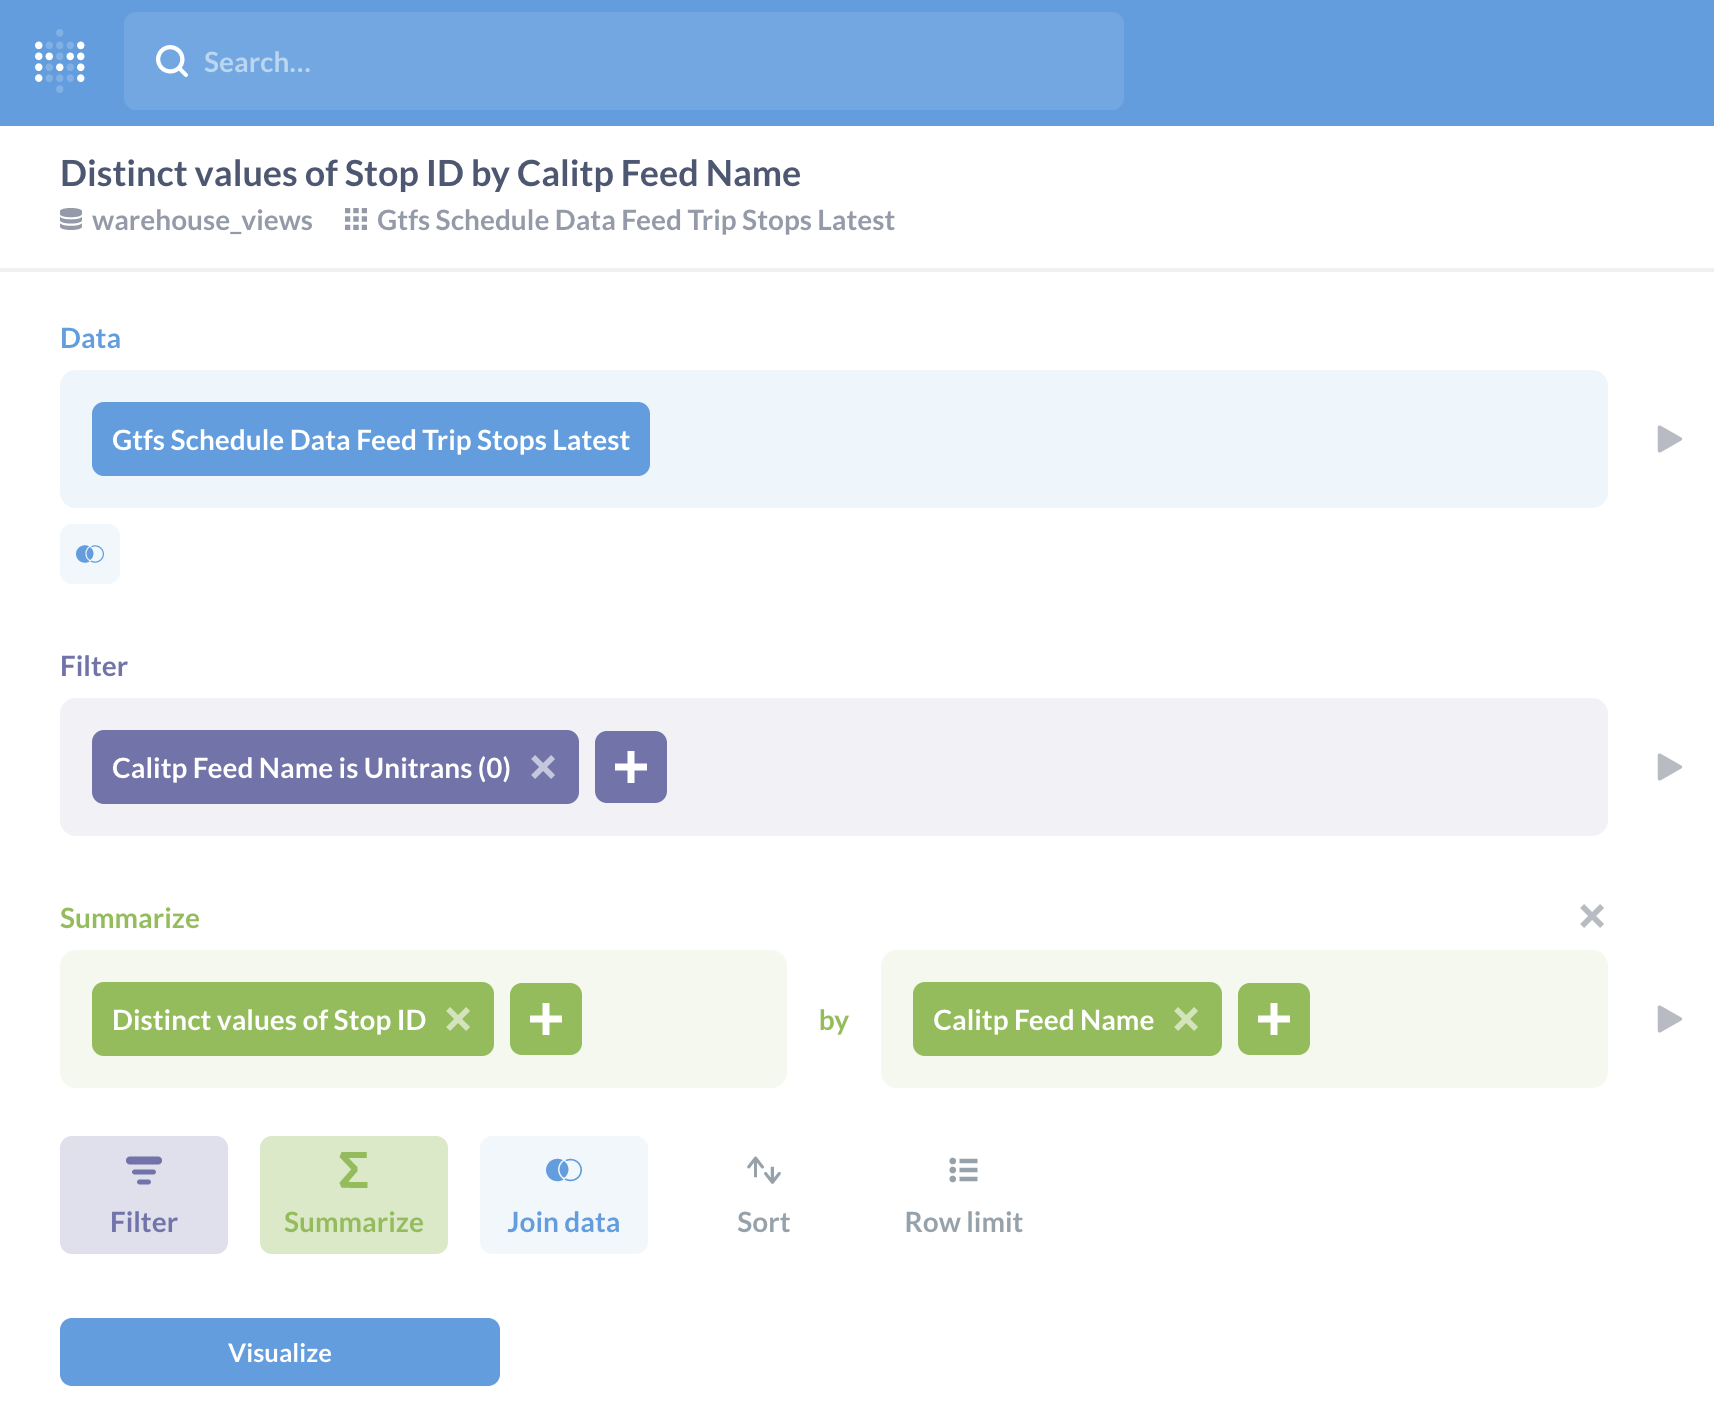 Search...
Distinct values of Stop ID by Calitp Feed Name
warehouse_views Gtfs Schedule Data Feed Trip Stops Latest
Data
Gtfs Schedule Data Feed Trip Stops Latest
Filter
Calitp Feed Name is Unitrans (0)
Summarize
Distinct values of Stop ID by Calitp Feed Name
Filter Summarize Join data Sort Row limit
Visualize